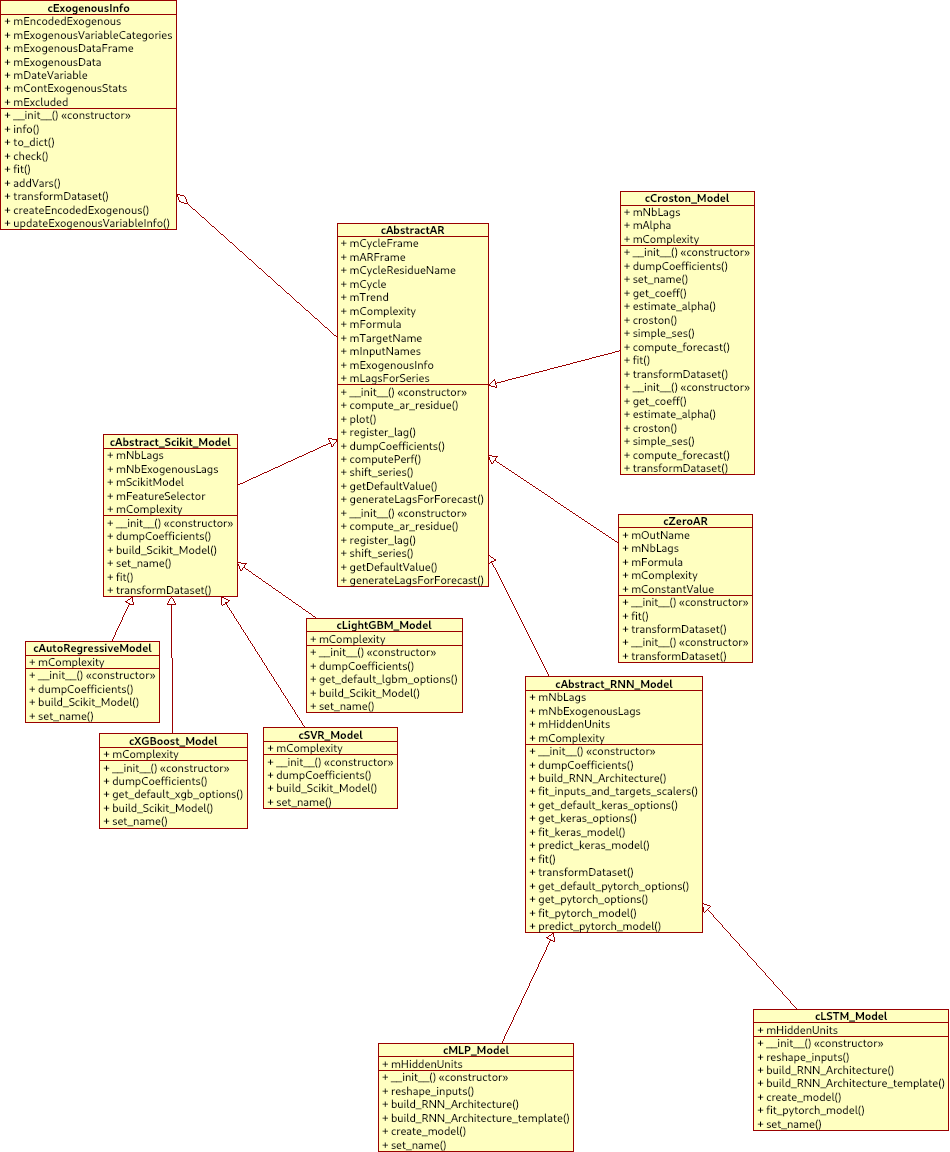 cExogenousInfo
+ mEncodedExogenous
+ mExogenousVariableCategories
+ mExogenousDataFrame
+ mExogenousData
+ mDateVariable
+ mContExogenousStats
+ mExcluded
+ __init__() «constructor»
+ info()
+ to_dict()
+ check()
+ fit()
+ addVars()
+ transformDataset()
+ createEncodedExogenous()
+ updateExogenousVariableInfo()
cAbstractAR
+ mCycleFrame
+ mARFrame
+ mCycleResidueName
+ mCycle
+ mTrend
+ mComplexity
+ mFormula
+ mTargetName
+ mInputNames
+ mExogenousInfo
+ mLagsForSeries
+ __init__() «constructor»
+ compute_ar_residue()
+ plot()
+ register_lag()
+ dumpCoefficients()
+ computePerf()
+ shift_series()
+ getDefaultValue()
+ generateLagsForForecast()
+ __init__() «constructor»
+ compute_ar_residue()
+ register_lag()
+ shift_series()
+ getDefaultValue()
+ generateLagsForForecast()
cCroston_Model
+ mNbLags
+ mAlpha
+ mComplexity
+ __init__() «constructor»
+ dumpCoefficients()
+ set_name()
+ get_coeff()
+ estimate_alpha()
+ croston()
+ simple_ses()
+ compute_forecast()
+ fit()
+ transformDataset()
+ __init__() «constructor»
+ get_coeff()
+ estimate_alpha()
+ croston()
+ simple_ses()
+ compute_forecast()
+ transformDataset()
cAbstract_Scikit_Model
+ mNbLags
+ mNbExogenousLags
+ mScikitModel
+ mFeatureSelector
+ mComplexity
+ __init__() «constructor»
+ dumpCoefficients()
+ build_Scikit_Model()
+ set_name()
+ fit()
+ transformDataset()
cZeroAR
+ mOutName
+ mNbLags
+ mFormula
+ mComplexity
+ mConstantValue
+ __init__() «constructor»
+ fit()
+ transformDataset()
+ __init__() «constructor»
+ transformDataset()
cLightGBM_Model
+ mComplexity
+ __init__() «constructor»
+ dumpCoefficients()
+ get_default_lgbm_options()
+ build_Scikit_Model()
+ set_name()
cAutoRegressiveModel
+ mComplexity
+ __init__() «constructor»
+ dumpCoefficients()
+ build_Scikit_Model()
+ set_name()
cXGBoost_Model
+ mComplexity
+ __init__() «constructor»
+ dumpCoefficients()
+ get_default_xgb_options()
+ build_Scikit_Model()
+ set_name()
cSVR_Model
+ mComplexity
+ __init__() «constructor»
+ dumpCoefficients()
+ build_Scikit_Model()
+ set_name()
cAbstract_RNN_Model
+ mNbLags
+ mNbExogenousLags
+ mHiddenUnits
+ mComplexity
+ __init__() «constructor»
+ dumpCoefficients()
+ build_RNN_Architecture()
+ fit_inputs_and_targets_scalers()
+ get_default_keras_options()
+ get_keras_options()
+ fit_keras_model()
+ predict_keras_model()
+ fit()
+ transformDataset()
+ get_default_pytorch_options()
+ get_pytorch_options()
+ fit_pytorch_model()
+ predict_pytorch_model()
cMLP_Model
+ mHiddenUnits
+ __init__() «constructor»
+ reshape_inputs()
+ build_RNN_Architecture()
+ build_RNN_Architecture_template()
+ create_model()
+ set_name()
cLSTM_Model
+ mHiddenUnits
+ __init__() «constructor»
+ reshape_inputs()
+ build_RNN_Architecture()
+ build_RNN_Architecture_template()
+ create_model()
+ fit_pytorch_model()
+ set_name()